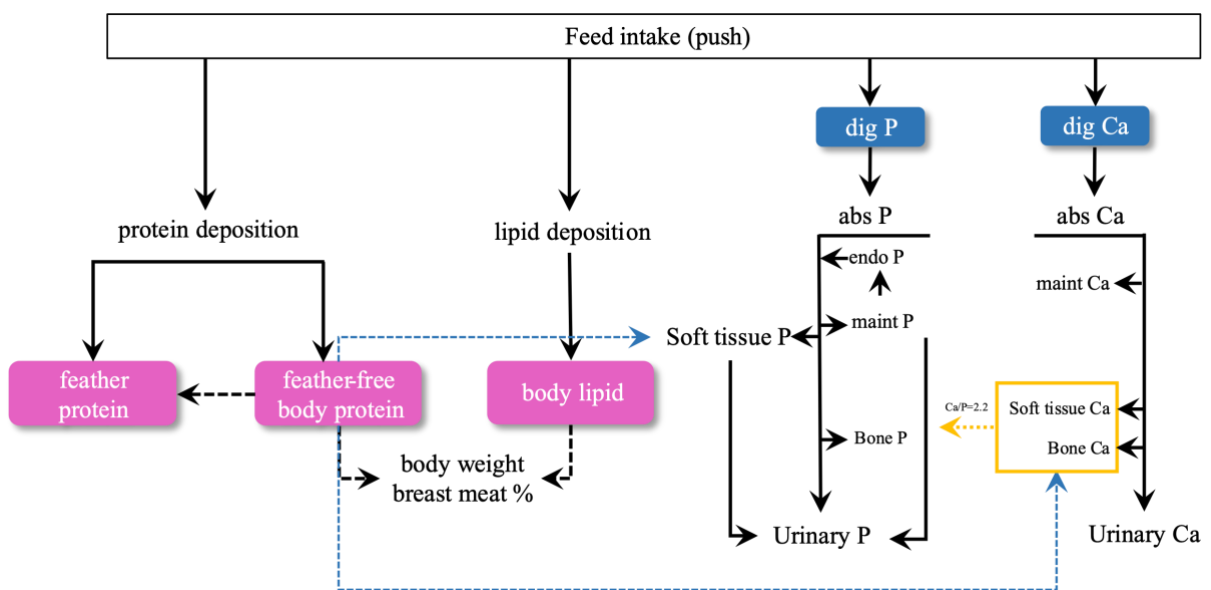 Feed intake (push)
dig P
dig Ca
abs P
abs Ca
protein deposition
lipid deposition
endo P
maint Ca
maint P
Soft tissue P
feather
protein
feather-free
body protein
body lipid
Ca/P=2.2
Soft tissue Ca
Bone P
Bone Ca
body weight
breast meat %
Urinary P
Urinary Ca